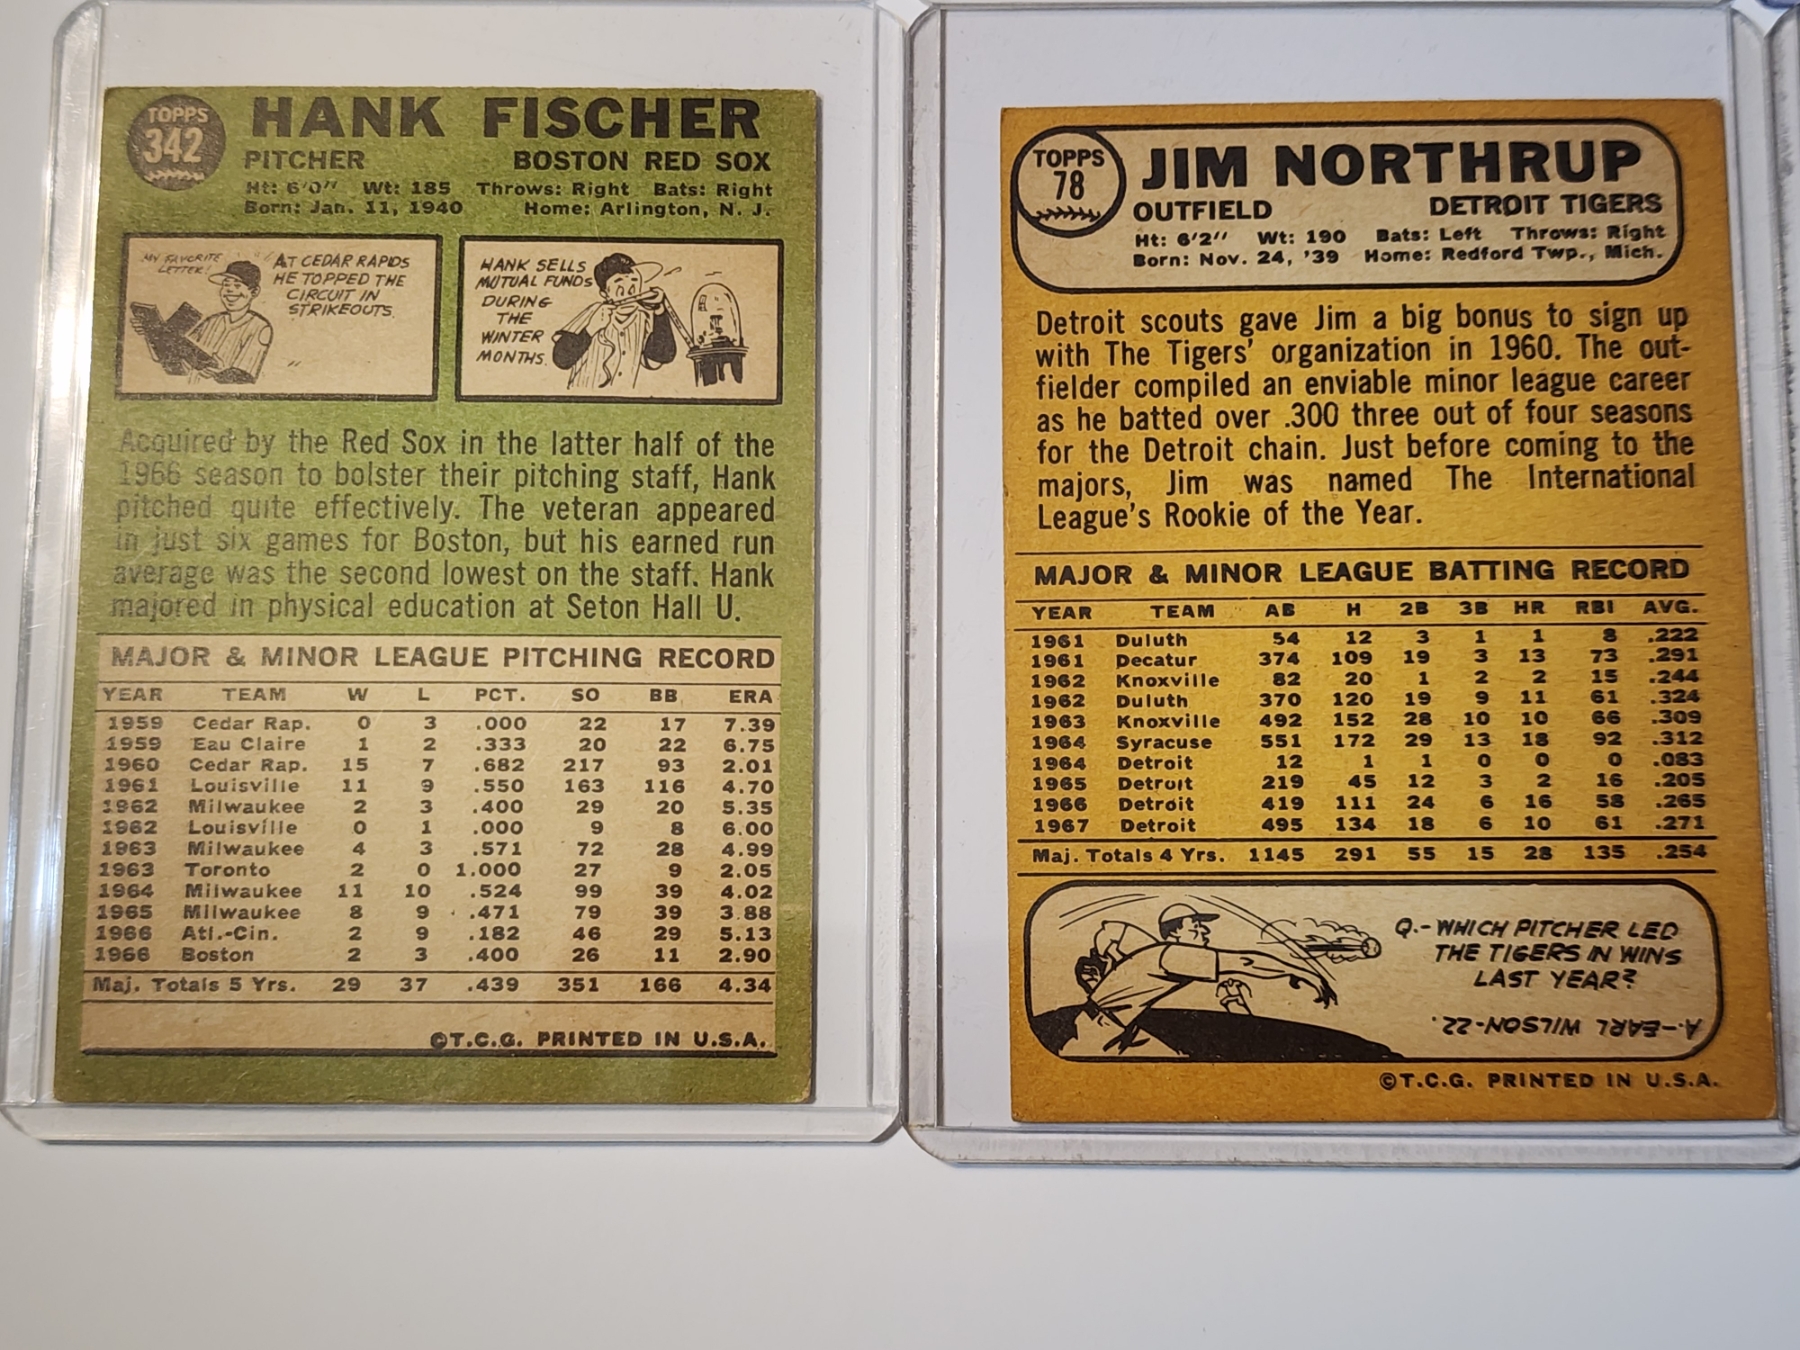 TOPPS
342
HANK FISCHER
PITCHER BOSTON RED SOX
Ht: 6'0" Wt: 185 Throws: Right Bats: Right
Born: Jan. 11, 1940 Home: Arlington, N. J.
MY FAVORITE
LETTER!
AT CEDAR RAPIDS
HE TOPPED THE
CIRCUIT IN
STRIKEOUTS.
HANK SELLS
MUTUAL FUNDS
DURING
THE
WINTER
MONTHS.
Acquired by the Red Sox in the latter half of the
1966 season to bolster their pitching staff, Hank
pitched quite effectively. The veteran appeared
in just six games for Boston, but his earned run
average was the second lowest on the staff. Hank
majored in physical education at Seton Hall U.
MAJOR & MINOR LEAGUE PITCHING RECORD
YEAR TEAM W L PCT. SO BB ERA
1959 Cedar Rap. 0 3 .000 22 17 7.39
1959 Eau Claire 1 2 .333 20 22 6.75
1960 Cedar Rap. 15 7 .682 217 93 2.01
1961 Louisville 11 9 .550 163 116 4.70
1962 Milwaukee 2 3 .400 29 20 5.35
1962 Louisville 0 1 .000 9 8 6.00
1963 Milwaukee 4 3 .571 72 28 4.99
1963 Toronto 2 0 1.000 27 9 2.05
1964 Milwaukee 11 10 .524 99 39 4.02
1965 Milwaukee 8 9 .471 79 39 3.88
1966 Atl.-Cin. 2 9 .182 46 29 5.13
1966 Boston 2 3 .400 26 11 2.90
Maj. Totals 5 Yrs. 29 37 .439 351 166 4.34
©T.C.G. PRINTED IN U.S.A.
TOPPS
78
JIM NORTHRUP
OUTFIELD DETROIT TIGERS
Ht: 6'2" Wt: 190 Bats: Left Throws: Right
Born: Nov. 24, '39 Home: Redford Twp., Mich.
Detroit scouts gave Jim a big bonus to sign up
with The Tigers' organization in 1960. The out-
fielder compiled an enviable minor league career
as he batted over .300 three out of four seasons
for the Detroit chain. Just before coming to the
majors, Jim was named The International
League's Rookie of the Year.
MAJOR & MINOR LEAGUE BATTING RECORD
YEAR TEAM AB H 2B 3B HR RBI AVG.
1961 Duluth 54 12 3 1 1 8 .222
1961 Decatur 374 109 19 3 13 73 .291
1962 Knoxville 82 20 1 2 2 15 .244
1962 Duluth 370 120 19 9 11 61 .324
1963 Knoxville 492 152 28 10 10 66 .309
1964 Syracuse 551 172 29 13 18 92 .312
1964 Detroit 12 1 1 0 0 0 .083
1965 Detroit 219 45 12 3 2 16 .205
1966 Detroit 419 111 24 6 16 58 .265
1967 Detroit 495 134 18 6 10 61 .271
Maj. Totals 4 Yrs. 1145 291 55 15 28 135 .254
Q.-WHICH PITCHER LED
THE TIGERS IN WINS
LAST YEAR?
A.-EARL WILSON-22.
©T.C.G. PRINTED IN U.S.A.